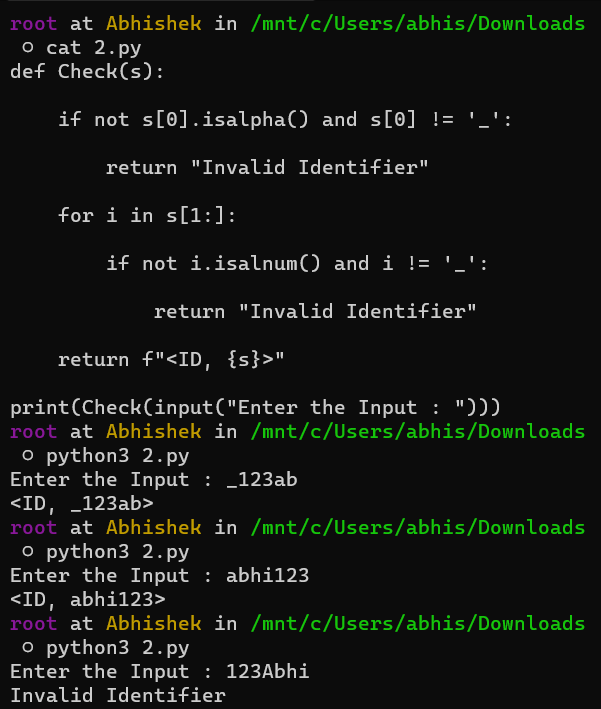 root at Abhishek in /mnt/c/Users/abhis/Downloads
○ cat 2.py
def Check(s):
    if not s[0].isalpha() and s[0] != '_':
        return "Invalid Identifier"
    for i in s[1:]:
        if not i.isalnum() and i != '_':
            return "Invalid Identifier"
    return f"<ID, {s}>"
print(Check(input("Enter the Input : ")))
root at Abhishek in /mnt/c/Users/abhis/Downloads
○ python3 2.py
Enter the Input : _123ab
<ID, _123ab>
root at Abhishek in /mnt/c/Users/abhis/Downloads
○ python3 2.py
Enter the Input : abhi123
<ID, abhi123>
root at Abhishek in /mnt/c/Users/abhis/Downloads
○ python3 2.py
Enter the Input : 123Abhi
Invalid Identifier